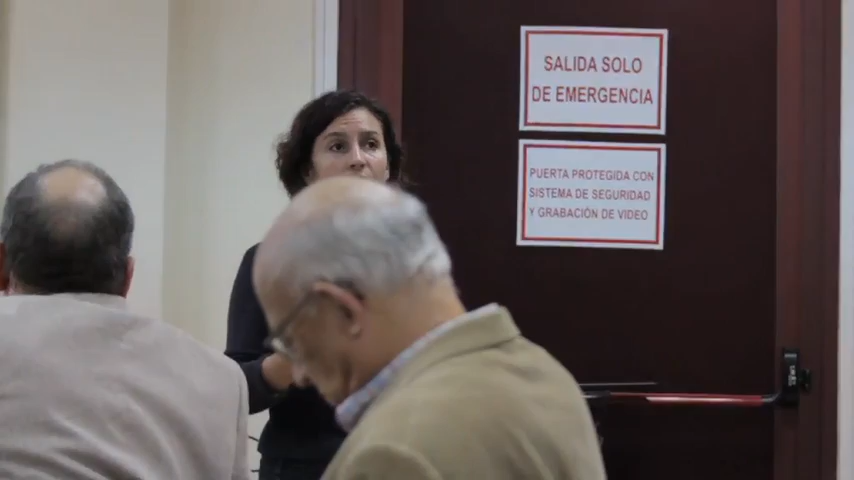 SALIDA SOLO
DE EMERGENCIA
PUERTA PROTEGIDA CON
SISTEMA DE SEGURIDAD
Y GRABACIÓN DE VIDEO